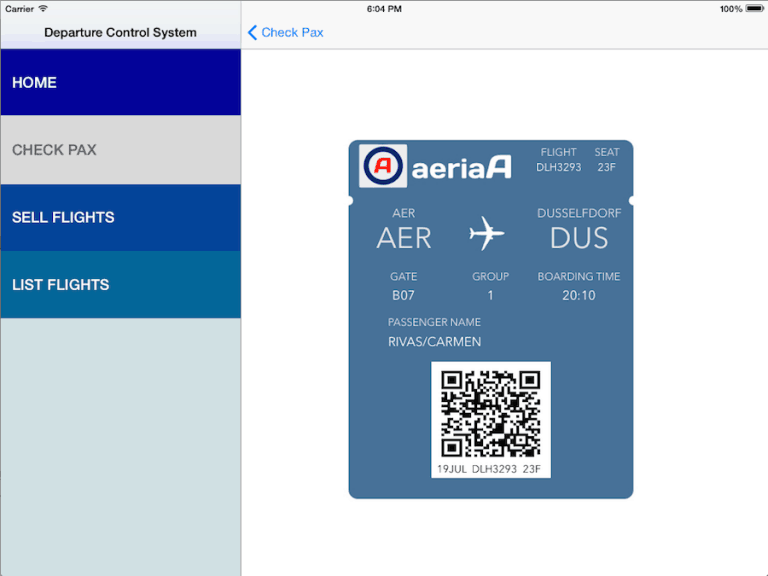 Carrier 6:04 PM 100%
Departure Control System
Check Pax
HOME
CHECK PAX
SELL FLIGHTS
LIST FLIGHTS
A aeriaA
FLIGHT SEAT
DLH3293 23F
AER DUSSELDORF
AER DUS
GATE GROUP BOARDING TIME
B07 1 20:10
PASSENGER NAME
RIVAS/CARMEN
19JUL DLH3293 23F